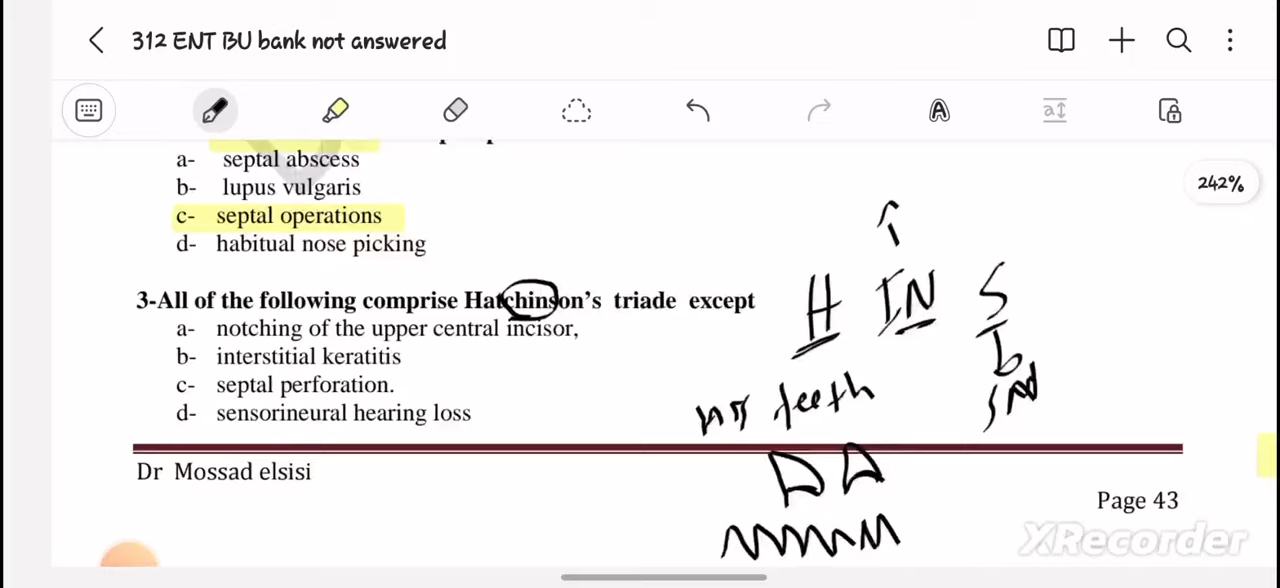 312 ENT BU bank not answered
242%
a- septal abscess
b- lupus vulgaris
c- septal operations
d- habitual nose picking
3-All of the following comprise Hatchinson's triade except
a- notching of the upper central incisor,
b- interstitial keratitis
c- septal perforation.
d- sensorineural hearing loss
H IN S
teeth
Dr Mossad elsisi
Page 43
XRecorder